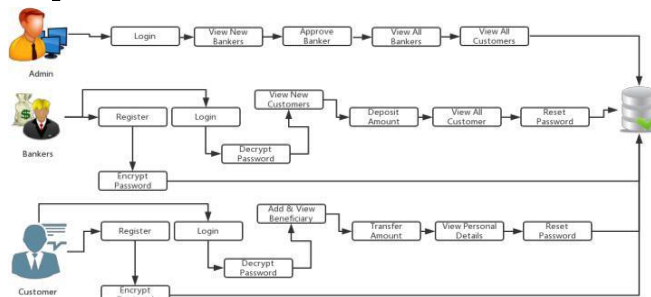 Login
View New
Bankers
Approve
Banker
View All
Bankers
View All
Customers
Admin
View New
Customers
Register
Login
Deposit
Amount
View All
Customer
Reset
Password
Bankers
Decrypt
Password
Encrypt
Password
Add & View
Beneficiary
Register
Login
Transfer
Amount
View Personal
Details
Reset
Password
Decrypt
Password
Customer
Encrypt